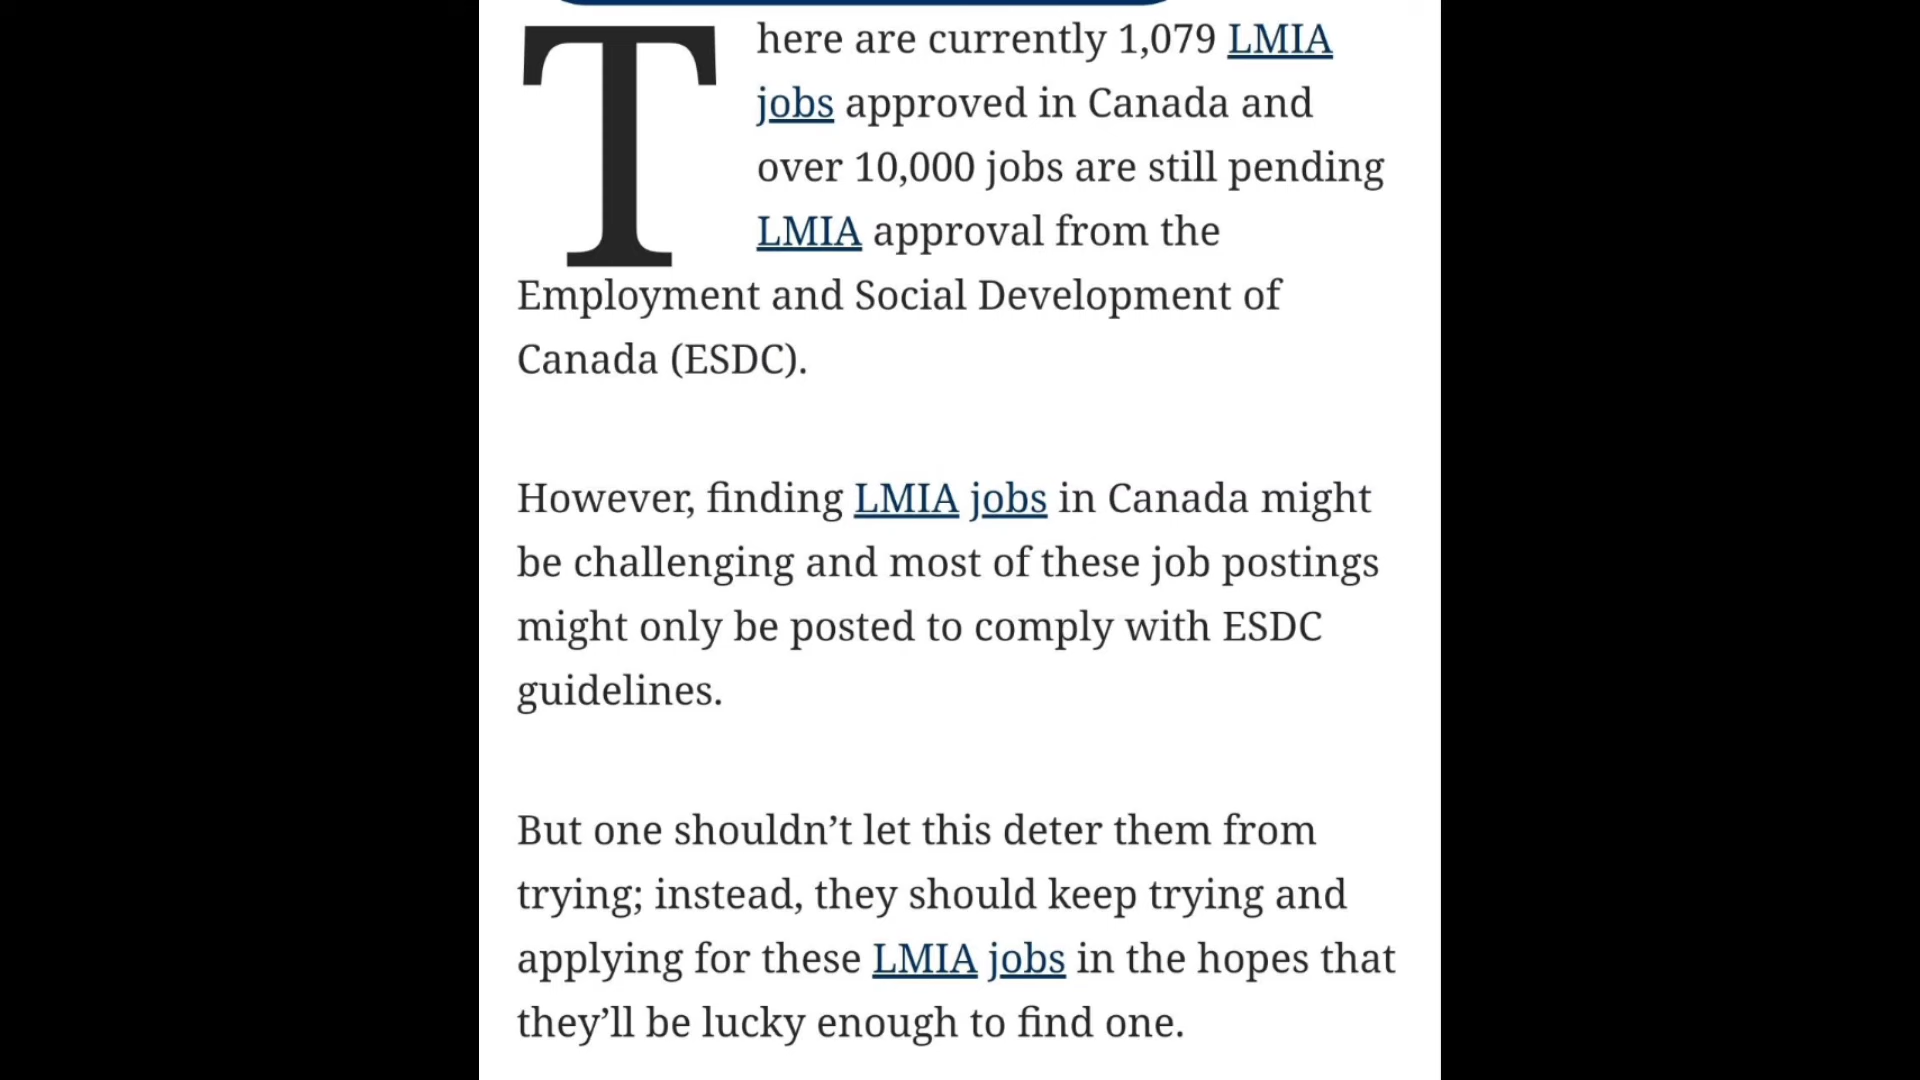 There are currently 1,079 LMIA
jobs approved in Canada and
over 10,000 jobs are still pending
LMIA approval from the
Employment and Social Development of
Canada (ESDC).
However, finding LMIA jobs in Canada might
be challenging and most of these job postings
might only be posted to comply with ESDC
guidelines.
But one shouldn’t let this deter them from
trying; instead, they should keep trying and
applying for these LMIA jobs in the hopes that
they’ll be lucky enough to find one.